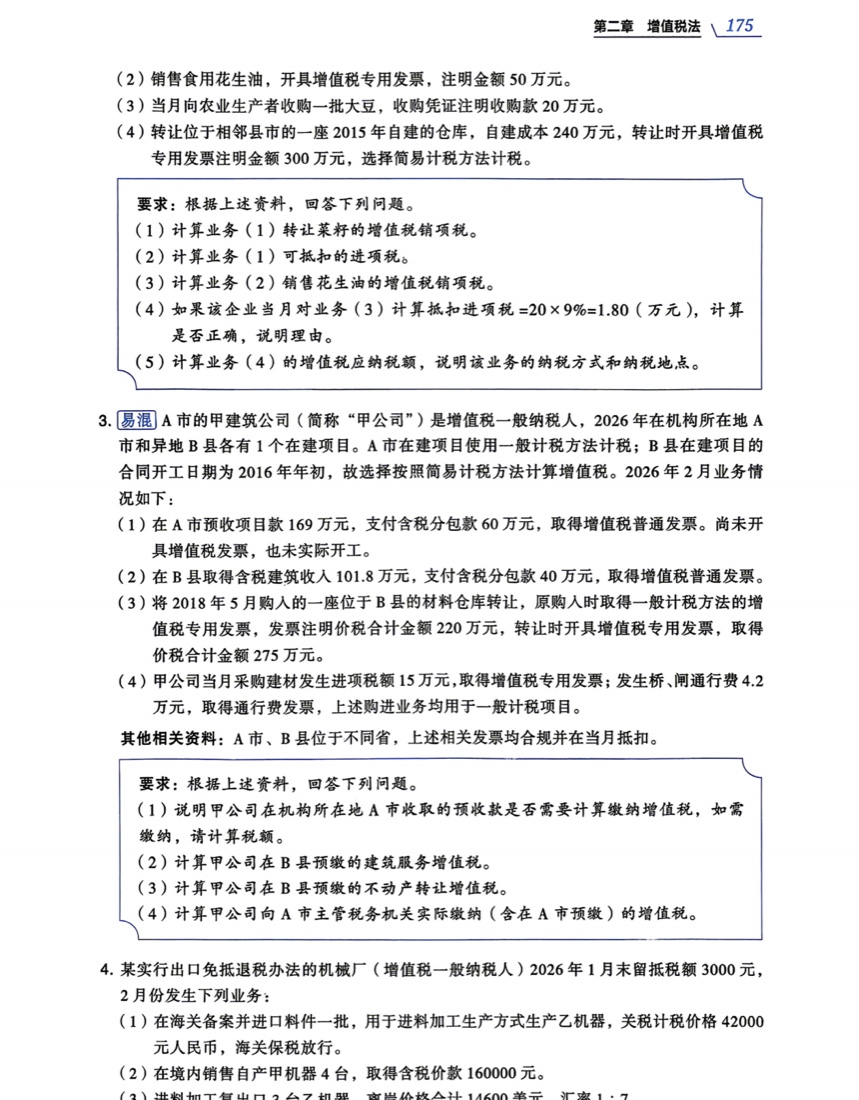 第二章 增值税法 175
（2）销售食用花生油，开具增值税专用发票，注明金额 50 万元。
（3）当月向农业生产者收购一批大豆，收购凭证注明收购款 20 万元。
（4）转让位于相邻县市的一座 2015 年自建的仓库，自建成本 240 万元，转让时开具增值税
专用发票注明金额 300 万元，选择简易计税方法计税。
要求：根据上述资料，回答下列问题。
（1）计算业务（1）转让菜籽的增值税销项税。
（2）计算业务（1）可抵扣的进项税。
（3）计算业务（2）销售花生油的增值税销项税。
（4）如果该企业当月对业务（3）计算抵扣进项税 =20×9%=1.80（万元），计算
是否正确，说明理由。
（5）计算业务（4）的增值税应纳税额，说明该业务的纳税方式和纳税地点。
3. 易混 A 市的甲建筑公司（简称“甲公司”）是增值税一般纳税人，2026 年在机构所在地 A
市和异地 B 县各有 1 个在建项目。A 市在建项目使用一般计税方法计税；B 县在建项目的
合同开工日期为 2016 年年初，故选择按照简易计税方法计算增值税。2026 年 2 月业务情
况如下：
（1）在 A 市预收项目款 169 万元，支付含税分包款 60 万元，取得增值税普通发票。尚未开
具增值税发票，也未实际开工。
（2）在 B 县取得含税建筑收入 101.8 万元，支付含税分包款 40 万元，取得增值税普通发票。
（3）将 2018 年 5 月购入的一座位于 B 县的材料仓库转让，原购入时取得一般计税方法的增
值税专用发票，发票注明价税合计金额 220 万元，转让时开具增值税专用发票，取得
价税合计金额 275 万元。
（4）甲公司当月采购建材发生进项税额 15 万元，取得增值税专用发票；发生桥、闸通行费 4.2
万元，取得通行费发票，上述购进业务均用于一般计税项目。
其他相关资料：A 市、B 县位于不同省，上述相关发票均合规并在当月抵扣。
要求：根据上述资料，回答下列问题。
（1）说明甲公司在机构所在地 A 市收取的预收款是否需要计算缴纳增值税，如需
缴纳，请计算税额。
（2）计算甲公司在 B 县预缴的建筑服务增值税。
（3）计算甲公司在 B 县预缴的不动产转让增值税。
（4）计算甲公司向 A 市主管税务机关实际缴纳（含在 A 市预缴）的增值税。
4. 某实行出口免抵退税办法的机械厂（增值税一般纳税人）2026 年 1 月末留抵税额 3000 元，
2 月份发生下列业务：
（1）在海关备案并进口料件一批，用于进料加工生产方式生产乙机器，关税计税价格 42000
元人民币，海关保税放行。
（2）在境内销售自产甲机器 4 台，取得含税价款 160000 元。
（3）进料加工复出口 3 台乙机器，离岸价格合计 14600 美元，汇率 1：7